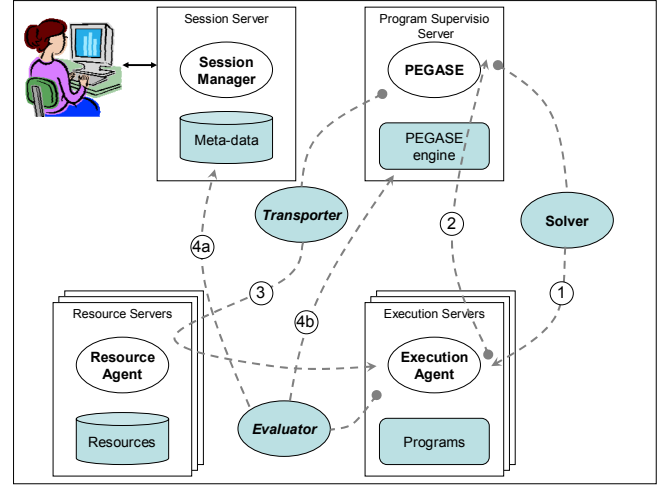 Session Server
Session
Manager
Meta-data
Program Supervisio
Server
PEGASE
PEGASE
engine
Transporter
Solver
4a
2
3
4b
1
Resource Servers
Resource
Agent
Resources
Evaluator
Execution Servers
Execution
Agent
Programs